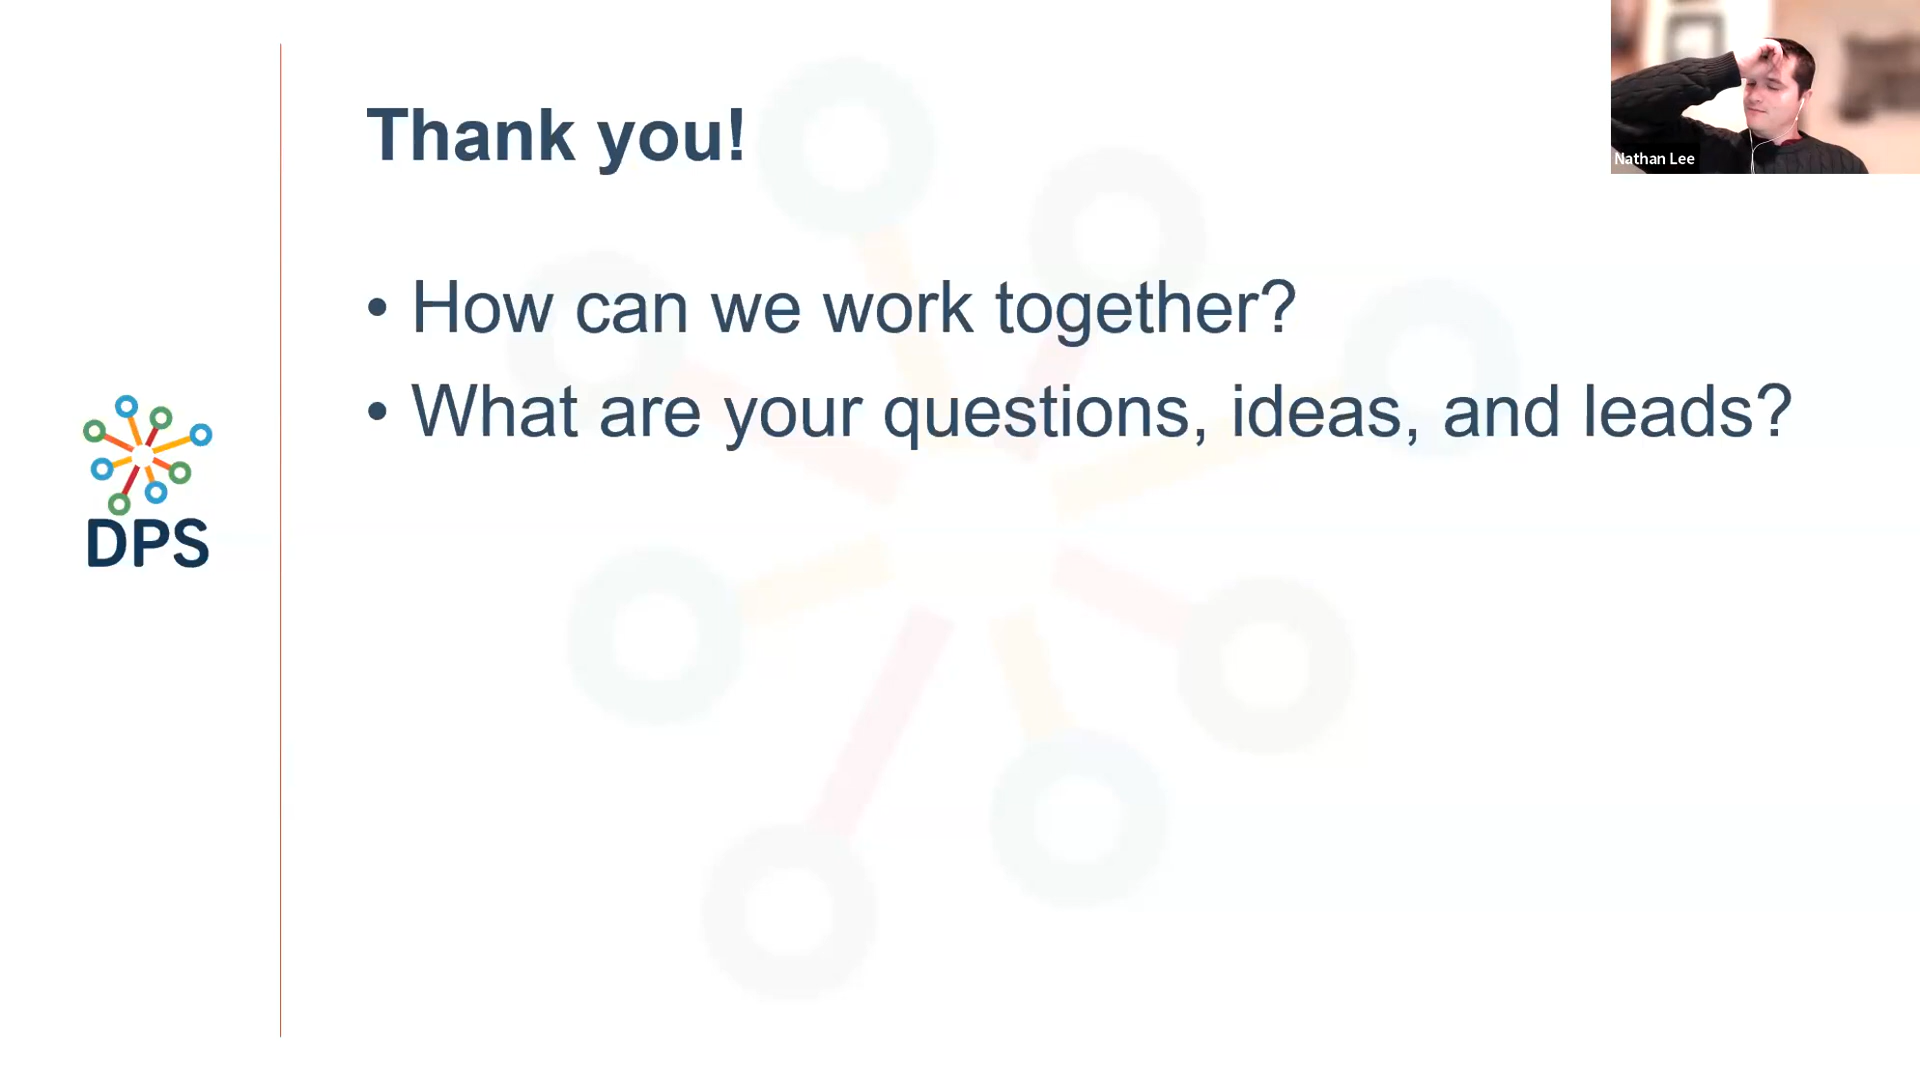 Thank you!
Nathan Lee
• How can we work together?
• What are your questions, ideas, and leads?
DPS